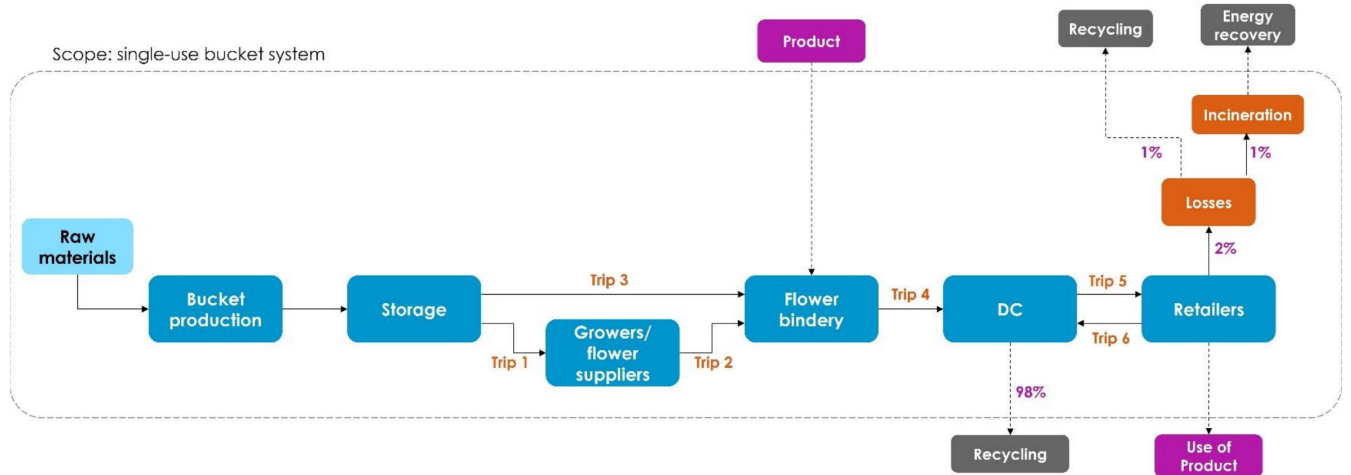 Scope: single-use bucket system
Product
Recycling
Energy
recovery
Incineration
1%
1%
Losses
2%
Raw
materials
Bucket
production
Storage
Trip 3
Trip 1
Growers/
flower
suppliers
Trip 2
Flower
bindery
Trip 4
DC
Trip 5
Trip 6
Retailers
98%
Recycling
Use of
Product